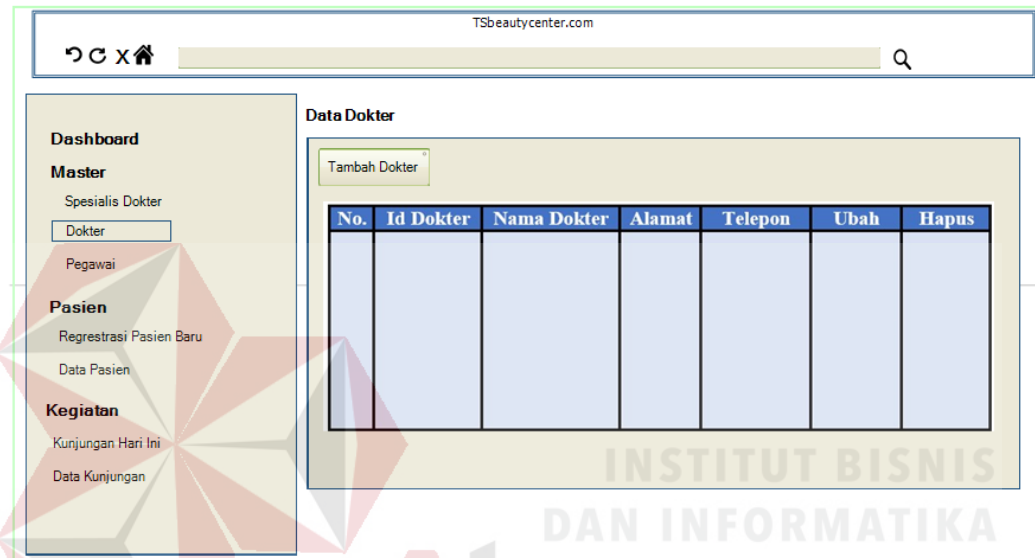 TSbeautycenter.com
X
Data Dokter
Dashboard
Master
Spesialis Dokter
Dokter
Pegawai
Pasien
Regrestrasi Pasien Baru
Data Pasien
Kegiatan
Kunjungan Hari Ini
Data Kunjungan
Tambah Dokter
No. Id Dokter Nama Dokter Alamat Telepon Ubah Hapus
INSTITUT BISNIS
DAN INFORMATIKA